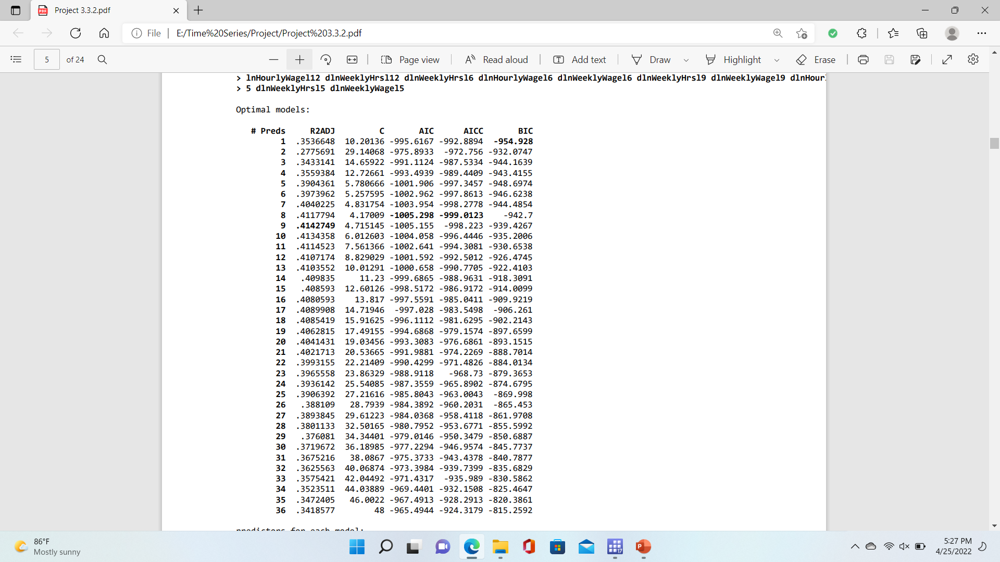 Project 3.3.2.pdf
File E:/Time%20Series/Project/Project%203.3.2.pdf
5 of 24 Page view Read aloud Add text Draw Highlight Erase
> lnHourlyWagel12 dlnWeeklyHrsl12 dlnWeeklyHrsl6 dlnHourlyWagel6 dlnWeeklyWagel6 dlnWeeklyHrsl9 dlnWeeklyWagel9 dlnHour
> 5 dlnWeeklyHrsl5 dlnWeeklyWagel5
Optimal models:
# Preds R2ADJ C AIC AICC BIC
1 .3536648 10.20136 -995.6167 -992.8894 -954.928
2 .2775691 29.14068 -975.8933 -972.756 -932.0747
3 .3433141 14.65922 -991.1124 -987.5334 -944.1639
4 .3559384 12.72661 -993.4939 -989.4409 -943.4155
5 .3904361 5.780666 -1001.906 -997.3457 -948.6974
6 .3973962 5.257595 -1002.962 -997.8613 -946.6238
7 .4040225 4.831754 -1003.954 -998.2778 -944.4854
8 .4117794 4.17009 -1005.298 -999.0123 -942.7
9 .4142749 4.715145 -1005.155 -998.223 -939.4267
10 .4134358 6.012603 -1004.058 -996.4446 -935.2006
11 .4114523 7.561366 -1002.641 -994.3081 -930.6538
12 .4107174 8.829029 -1001.592 -992.5012 -926.4745
13 .4103552 10.01291 -1000.658 -990.7705 -922.4103
14 .409835 11.23 -999.6865 -988.9631 -918.3091
15 .408593 12.60126 -998.5172 -986.9172 -914.0099
16 .4080593 13.817 -997.5591 -985.0411 -909.9219
17 .4089908 14.71946 -997.028 -983.5498 -906.261
18 .4085419 15.91625 -996.1112 -981.6295 -902.2143
19 .4062815 17.49155 -994.6868 -979.1574 -897.6599
20 .4041431 19.03456 -993.3083 -976.6861 -893.1515
21 .4021713 20.53665 -991.9881 -974.2269 -888.7014
22 .3993155 22.21409 -990.4299 -971.4826 -884.0134
23 .3965558 23.86329 -988.9118 -968.73 -879.3653
24 .3936142 25.54085 -987.3559 -965.8902 -874.6795
25 .3906392 27.21616 -985.8043 -963.0043 -869.998
26 .388109 28.7939 -984.3892 -960.2031 -865.453
27 .3893845 29.61223 -984.0368 -958.4118 -861.9708
28 .3801133 32.50165 -980.7952 -953.6771 -855.5992
29 .376081 34.34401 -979.0146 -950.3479 -850.6887
30 .3719672 36.18985 -977.2294 -946.9574 -845.7737
31 .3675216 38.0867 -975.3733 -943.4378 -840.7877
32 .3625563 40.06874 -973.3984 -939.7399 -835.6829
33 .3575421 42.04492 -971.4317 -935.989 -830.5862
34 .3523511 44.03889 -969.4401 -932.1508 -825.4647
35 .3472405 46.0022 -967.4913 -928.2913 -820.3861
36 .3418577 48 -965.4944 -924.3179 -815.2592
predictors for each model:
86°F
Mostly sunny
5:27 PM
4/25/2022